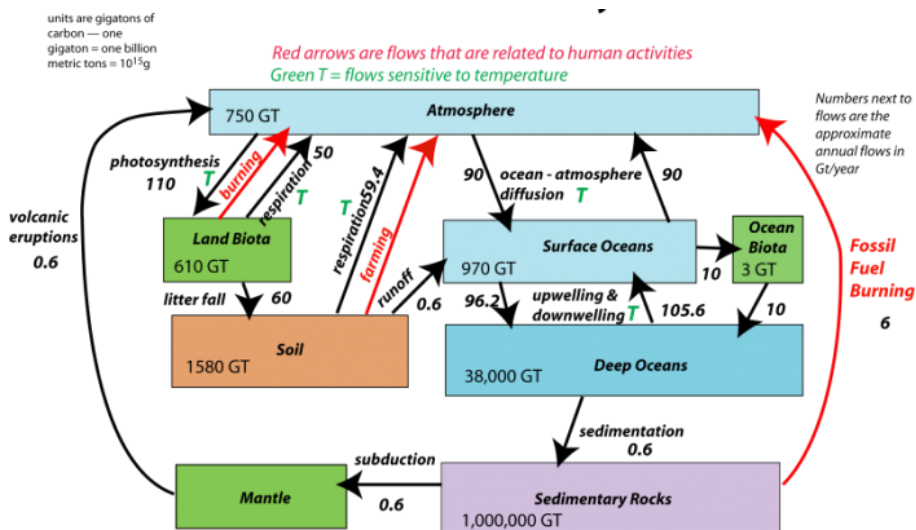 units are gigatons of
carbon — one
gigaton = one billion
metric tons = 10¹⁵g
Red arrows are flows that are related to human activities
Green T = flows sensitive to temperature
Numbers next to
flows are the
approximate
annual flows in
Gt/year
Atmosphere
750 GT
photosynthesis
110
T
burning
respiration
50
T
T
respiration
59.4
farming
90
ocean - atmosphere
diffusion T
90
volcanic
eruptions
0.6
Land Biota
610 GT
litter fall
60
runoff
0.6
Surface Oceans
970 GT
10
Ocean
Biota
3 GT
Fossil
Fuel
Burning
6
96.2
upwelling &
downwelling T
105.6
10
Soil
1580 GT
Deep Oceans
38,000 GT
sedimentation
0.6
subduction
0.6
Mantle
Sedimentary Rocks
1,000,000 GT